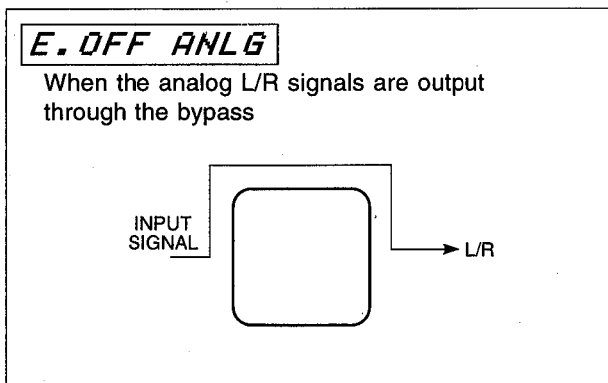 E.OFF ANLG
When the analog L/R signals are output
through the bypass
INPUT
SIGNAL
L/R